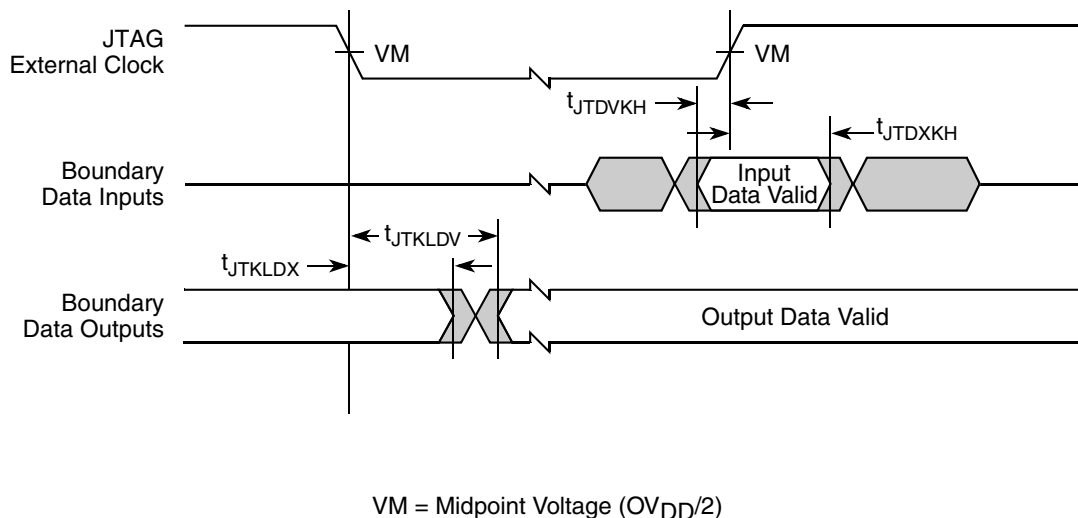 JTAG
External Clock
VM
VM
tJTDVKH
tJTDXKH
Boundary
Data Inputs
Input
Data Valid
tJTKLDV
tJTKLDX
Boundary
Data Outputs
Output Data Valid
VM = Midpoint Voltage (OVDD/2)